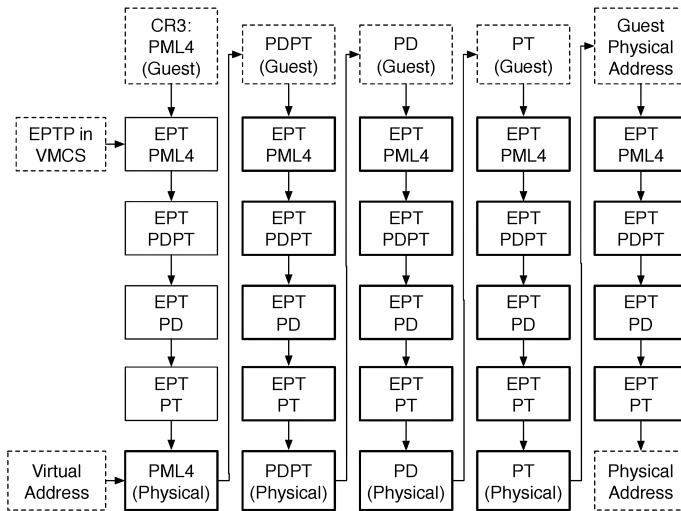 CR3:
PML4
(Guest)
PDPT
(Guest)
PD
(Guest)
PT
(Guest)
Guest
Physical
Address
EPTP in
VMCS
EPT
PML4
EPT
PML4
EPT
PML4
EPT
PML4
EPT
PML4
EPT
PDPT
EPT
PDPT
EPT
PDPT
EPT
PDPT
EPT
PDPT
EPT
PD
EPT
PD
EPT
PD
EPT
PD
EPT
PD
EPT
PT
EPT
PT
EPT
PT
EPT
PT
EPT
PT
Virtual
Address
PML4
(Physical)
PDPT
(Physical)
PD
(Physical)
PT
(Physical)
Physical
Address